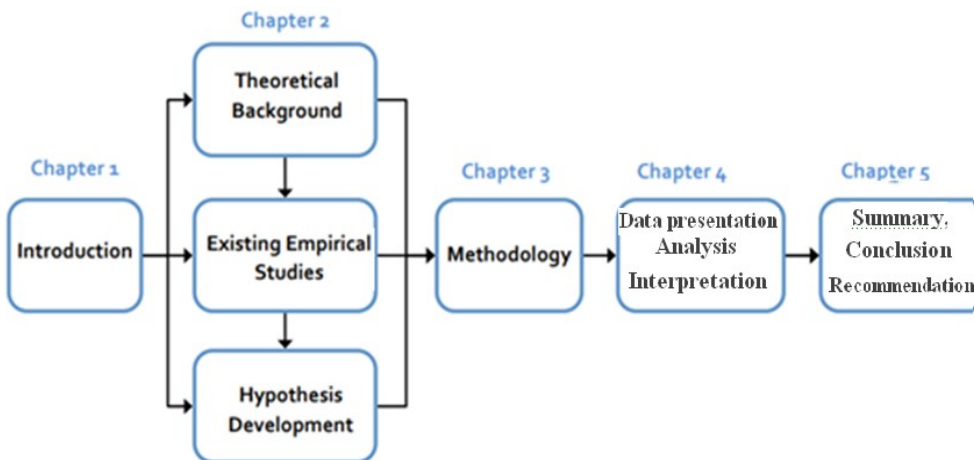 Chapter 2
Theoretical
Background
Chapter 1
Introduction
Existing Empirical
Studies
Hypothesis
Development
Chapter 3
Methodology
Chapter 4
Data presentation
Analysis
Interpretation
Chapter 5
Summary.
Conclusion
Recommendation